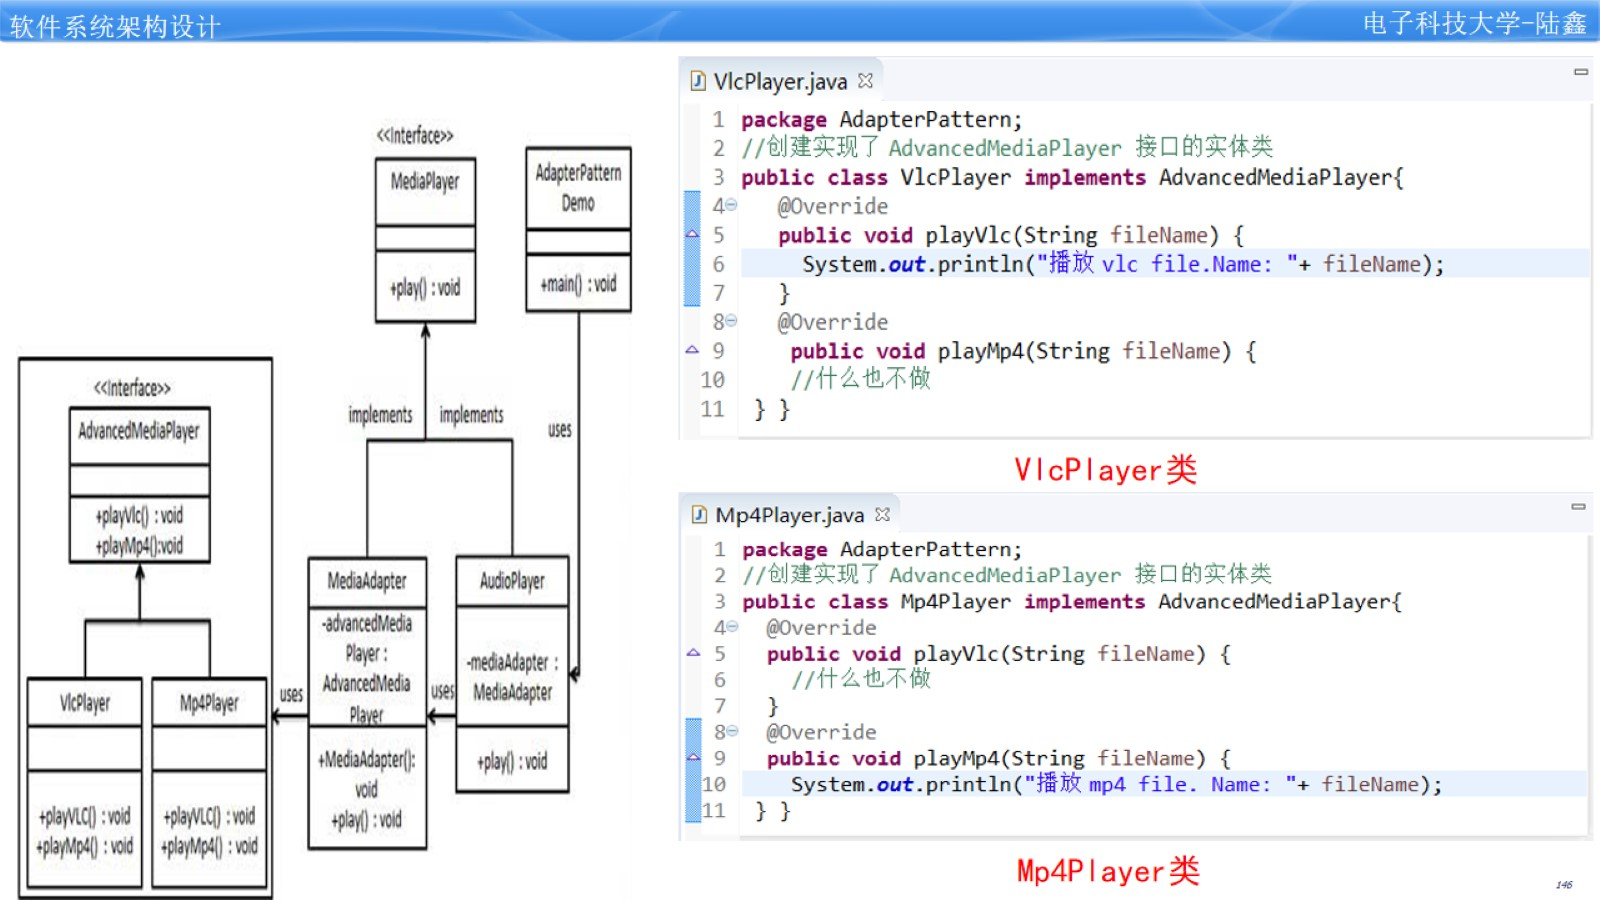 软件系统架构设计
电子科技大学-陆鑫
<<Interface>>
MediaPlayer
+play() : void
AdapterPattern
Demo
+main() : void
implements
implements
uses
<<Interface>>
AdvancedMediaPlayer
+playVlc() : void
+playMp4():void
VlcPlayer
+playVLC() : void
+playMp4() : void
Mp4Player
+playVLC() : void
+playMp4() : void
uses
MediaAdapter
-advancedMedia
Player :
AdvancedMedia
Player
+MediaAdapter():
void
+play() : void
uses
AudioPlayer
-mediaAdapter :
MediaAdapter
+play() : void
VlcPlayer.java
1 package AdapterPattern;
2 //创建实现了 AdvancedMediaPlayer 接口的实体类
3 public class VlcPlayer implements AdvancedMediaPlayer{
4 @Override
5 public void playVlc(String fileName) {
6 System.out.println("播放 vlc file.Name: "+ fileName);
7 }
8 @Override
9 public void playMp4(String fileName) {
10 //什么也不做
11 } }
VlcPlayer类
Mp4Player.java
1 package AdapterPattern;
2 //创建实现了 AdvancedMediaPlayer 接口的实体类
3 public class Mp4Player implements AdvancedMediaPlayer{
4 @Override
5 public void playVlc(String fileName) {
6 //什么也不做
7 }
8 @Override
9 public void playMp4(String fileName) {
10 System.out.println("播放 mp4 file. Name: "+ fileName);
11 } }
Mp4Player类
146